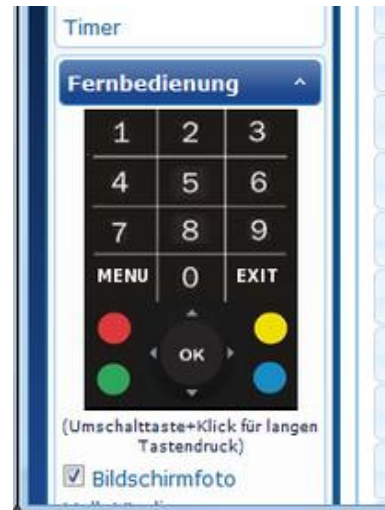 Timer
Fernbedienung
1 2 3
4 5 6
7 8 9
MENU 0 EXIT
OK
(Umschalttaste+Klick für langen
Tastendruck)
Bildschirmfoto